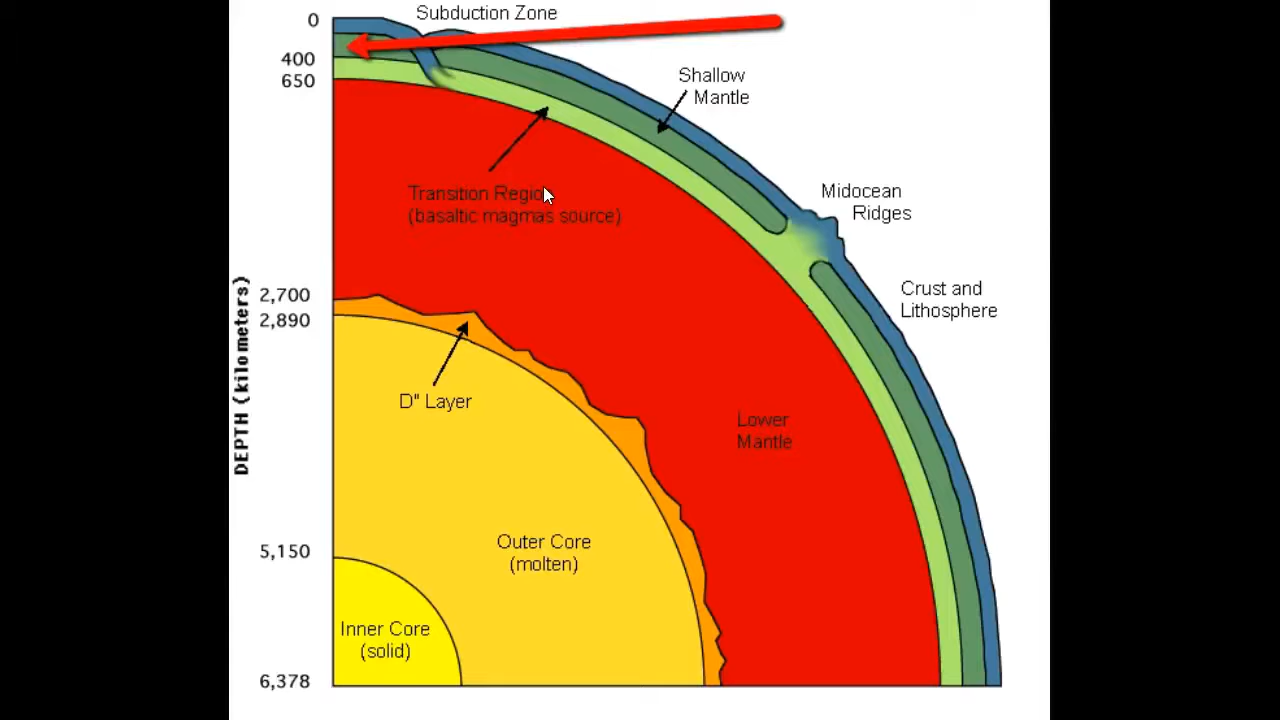 0
Subduction Zone
400
650
Shallow
Mantle
Transition Region
(basaltic magmas source)
Midocean
Ridges
Crust and
Lithosphere
DEPTH (kilometers)
2,700
2,890
D" Layer
Lower
Mantle
5,150
Outer Core
(molten)
Inner Core
(solid)
6,378